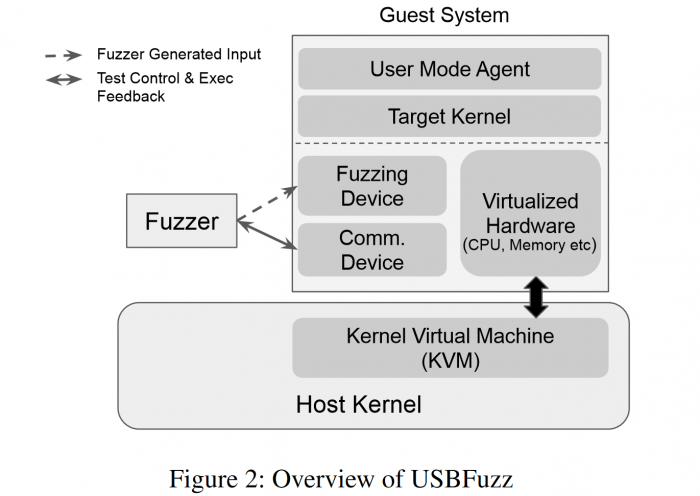 Guest System
Fuzzer Generated Input
Test Control & Exec
Feedback
User Mode Agent
Target Kernel
Fuzzing
Device
Virtualized
Hardware
(CPU, Memory etc)
Fuzzer
Comm.
Device
Kernel Virtual Machine
(KVM)
Host Kernel
Figure 2: Overview of USBFuzz